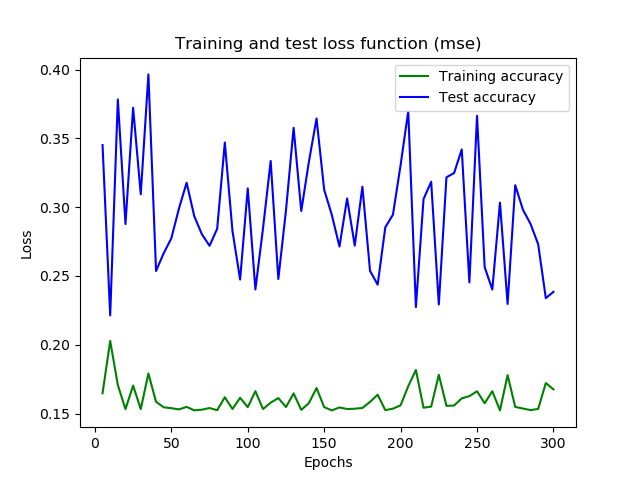 Training and test loss function (mse)
Training accuracy
Test accuracy
0.40
0.35
0.30
0.25
0.20
0.15
Loss
0
50
100
150
200
250
300
Epochs